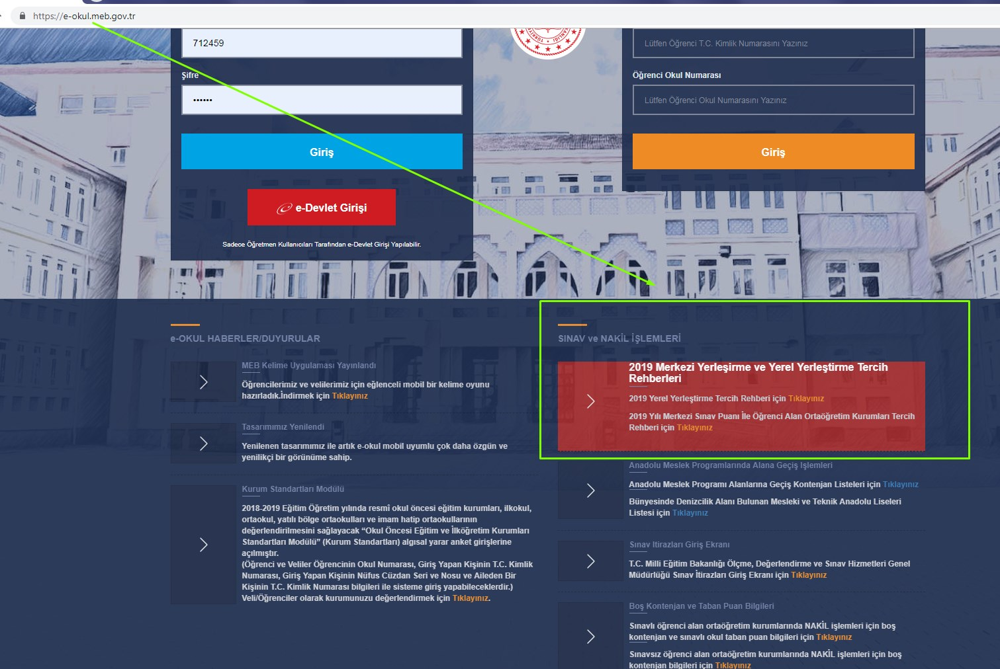 https://e-okul.meb.gov.tr
712459
Şifre
••••••
Giriş
e-Devlet Girişi
Sadece Öğretmen Kullanıcıları Tarafından e-Devlet Girişi Yapılabilir.
Lütfen Öğrenci T.C. Kimlik Numarasını Yazınız
Öğrenci Okul Numarası
Lütfen Öğrenci Okul Numarasını Yazınız
Giriş
e-OKUL HABERLER/DUYURULAR
MEB Kelime Uygulaması Yayınlandı
Öğrencilerimiz ve velilerimiz için eğlenceli mobil bir kelime oyunu
hazırladık.İndirmek için Tıklayınız
Tasarımımız Yenilendi
Yenilenen tasarımımız ile artık e-okul mobil uyumlu çok daha özgün ve
yenilikçi bir görünüme sahip.
Kurum Standartları Modülü
2018-2019 Eğitim Öğretim yılında resmî okul öncesi eğitim kurumları, ilkokul,
ortaokul, yatılı bölge ortaokulları ve imam hatip ortaokullarının
değerlendirilmesini sağlayacak “Okul Öncesi Eğitim ve İlköğretim Kurumları
Standartları Modülü” (Kurum Standartları) algısal yarar anket girişlerine
açılmıştır.
(Öğrenci ve Veliler Öğrencinin Okul Numarası, Giriş Yapan Kişinin T.C. Kimlik
Numarası, Giriş Yapan Kişinin Nüfus Cüzdan Seri ve Nosu ve Aileden Bir
Kişinin T.C. Kimlik Numarası bilgileri ile sisteme giriş yapabileceklerdir.)
Veli/Öğrenciler olarak kurumunuzu değerlendirmek için Tıklayınız.
SINAV ve NAKİL İŞLEMLERİ
2019 Merkezi Yerleşirme ve Yerel Yerleştirme Tercih
Rehberleri
2019 Yerel Yerleştirme Tercih Rehberi için Tıklayınız
2019 Yılı Merkezi Sınav Puanı İle Öğrenci Alan Ortaöğretim Kurumları Tercih
Rehberi için Tıklayınız
Anadolu Meslek Programlarında Alana Geçiş İşlemleri
Anadolu Meslek Programı Alanlarına Geçiş Kontenjan Listeleri için Tıklayınız
Bünyesinde Denizcilik Alanı Bulunan Mesleki ve Teknik Anadolu Liseleri
Listesi için Tıklayınız
Sınav Itirazları Giriş Ekranı
T.C. Milli Eğitim Bakanlığı Ölçme, Değerlendirme ve Sınav Hizmetleri Genel
Müdürlüğü Sınav İtirazları Giriş Ekranı için Tıklayınız
Boş Kontenjan ve Taban Puan Bilgileri
Sınavlı öğrenci alan ortaöğretim kurumlarında NAKİL işlemleri için boş
kontenjan ve sınavlı okul taban puan bilgileri için Tıklayınız
Sınavsız öğrenci alan ortaöğretim kurumlarında NAKİL işlemleri için boş
kontenjan bilgileri için Tıklayınız